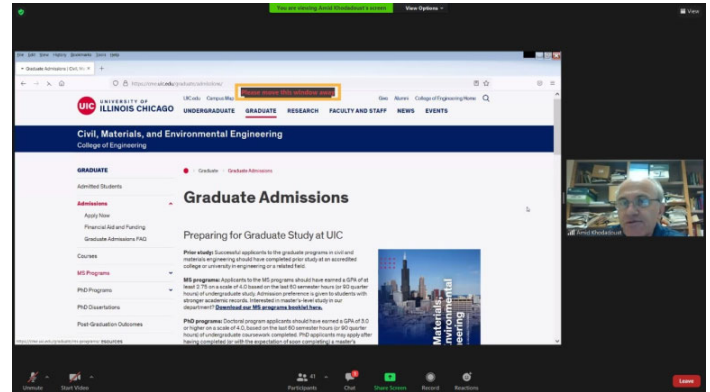 You are viewing Amid Khodadoust's screen
View Options
View
File Edit View History Bookmarks Tools Help
Graduate Admissions | Civil, M
Please move this window away
UIC.edu
Campus Map
Give
Alumni
College of Engineering Home
UIC
UNIVERSITY OF
ILLINOIS CHICAGO
UNDERGRADUATE
GRADUATE
RESEARCH
FACULTY AND STAFF
NEWS
EVENTS
Civil, Materials, and Environmental Engineering
College of Engineering
GRADUATE
Admitted Students
Admissions
Apply Now
Financial Aid and Funding
Graduate Admissions FAQ
Courses
MS Programs
PhD Programs
PhD Dissertations
Post-Graduation Outcomes
Graduate
Graduate Admissions
Graduate Admissions
Preparing for Graduate Study at UIC
Prior study: Successful applicants to the graduate programs in civil and
materials engineering should have completed prior study at an accredited
college or university in engineering or a related field.
MS programs: Applicants to the MS programs should have earned a GPA of at
least 2.75 on a scale of 4.0 based on the last 60 semester hours (or 90 quarter
hours) of undergraduate study. Admission preference is given to students with
stronger academic records. Interested in master's-level study in our
department? Download our MS programs booklet here.
PhD programs: Doctoral program applicants should have earned a GPA of 3.0
or higher on a scale of 4.0, based on the last 60 semester hours (or 90 quarter
hours) of undergraduate coursework completed. PhD applicants may apply after
having completed (or with the expectation of soon completing) a master's
Materials,
Environmental
Engineering
Amid Khodadoust
Unmute
Start Video
41
Participants
Chat
Share Screen
Record
Reactions
Leave